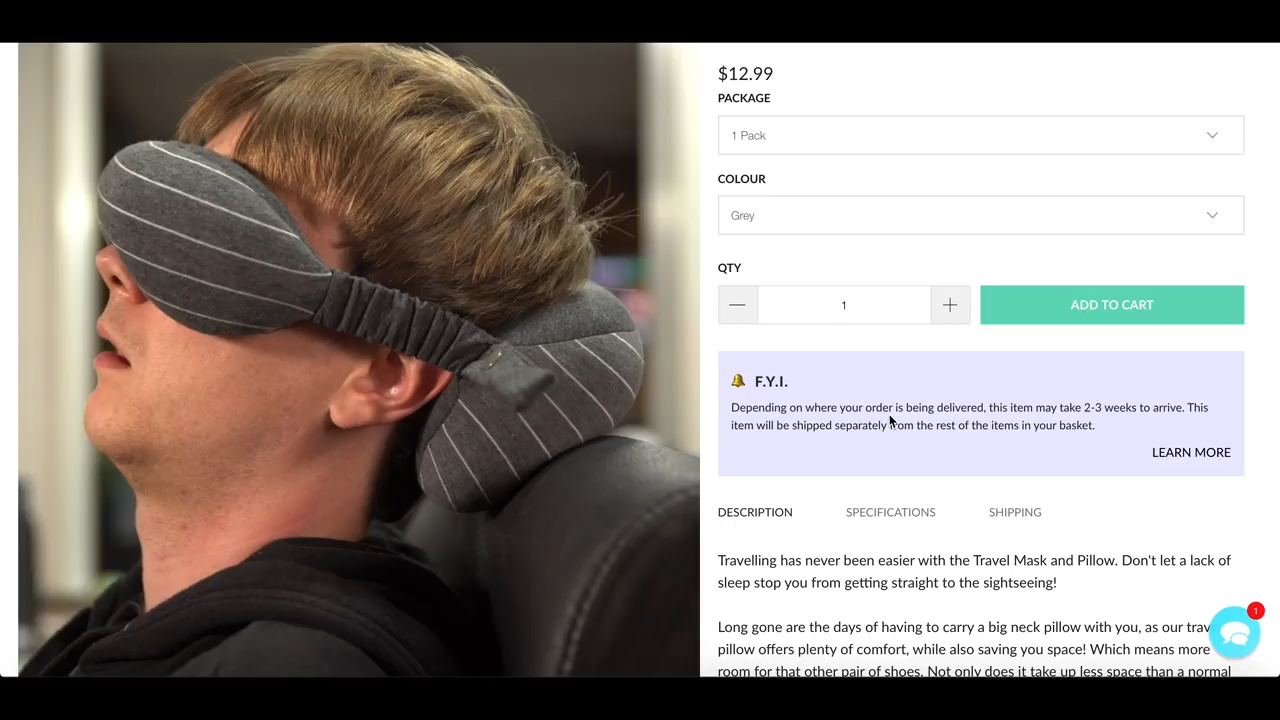 $12.99
PACKAGE
1 Pack
COLOUR
Grey
QTY
1
ADD TO CART
F.Y.I.
Depending on where your order is being delivered, this item may take 2-3 weeks to arrive. This
item will be shipped separately from the rest of the items in your basket.
LEARN MORE
DESCRIPTION SPECIFICATIONS SHIPPING
Travelling has never been easier with the Travel Mask and Pillow. Don't let a lack of
sleep stop you from getting straight to the sightseeing!
1
Long gone are the days of having to carry a big neck pillow with you, as our trav
pillow offers plenty of comfort, while also saving you space! Which means more
room for that other pair of shoes. Not only does it take up less space than a normal